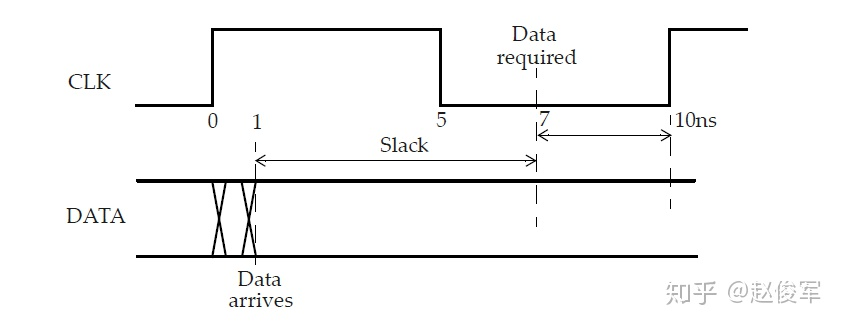 Data
required
CLK
0
1
5
7
10ns
Slack
DATA
Data
arrives
知乎 @赵俊军